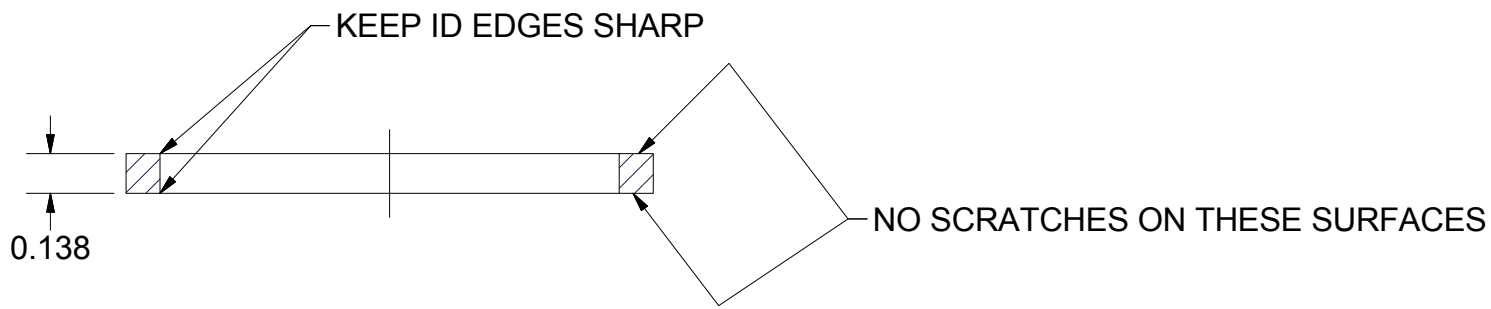 KEEP ID EDGES SHARP
0.138
NO SCRATCHES ON THESE SURFACES